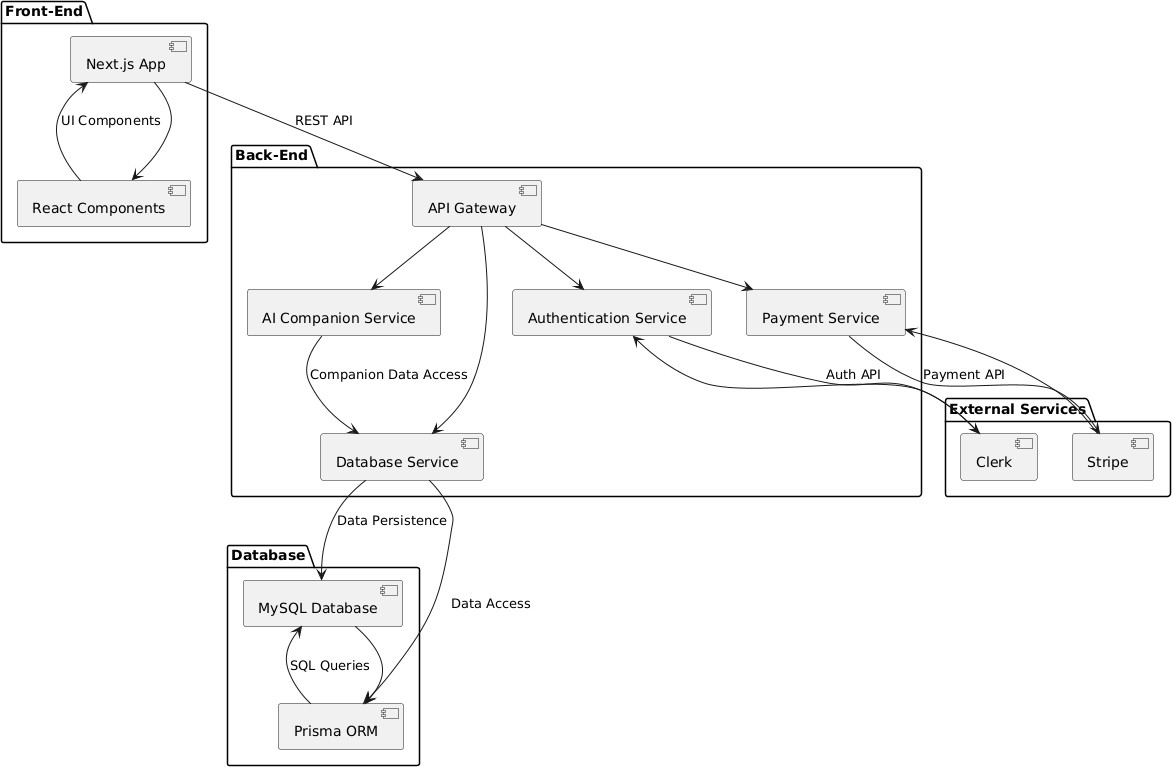 Front-End
Next.js App
UI Components
REST API
React Components
Back-End
API Gateway
AI Companion Service
Authentication Service
Payment Service
Companion Data Access
Auth API
Payment API
External Services
Database Service
Clerk
Stripe
Data Persistence
Database
MySQL Database
Data Access
SQL Queries
Prisma ORM